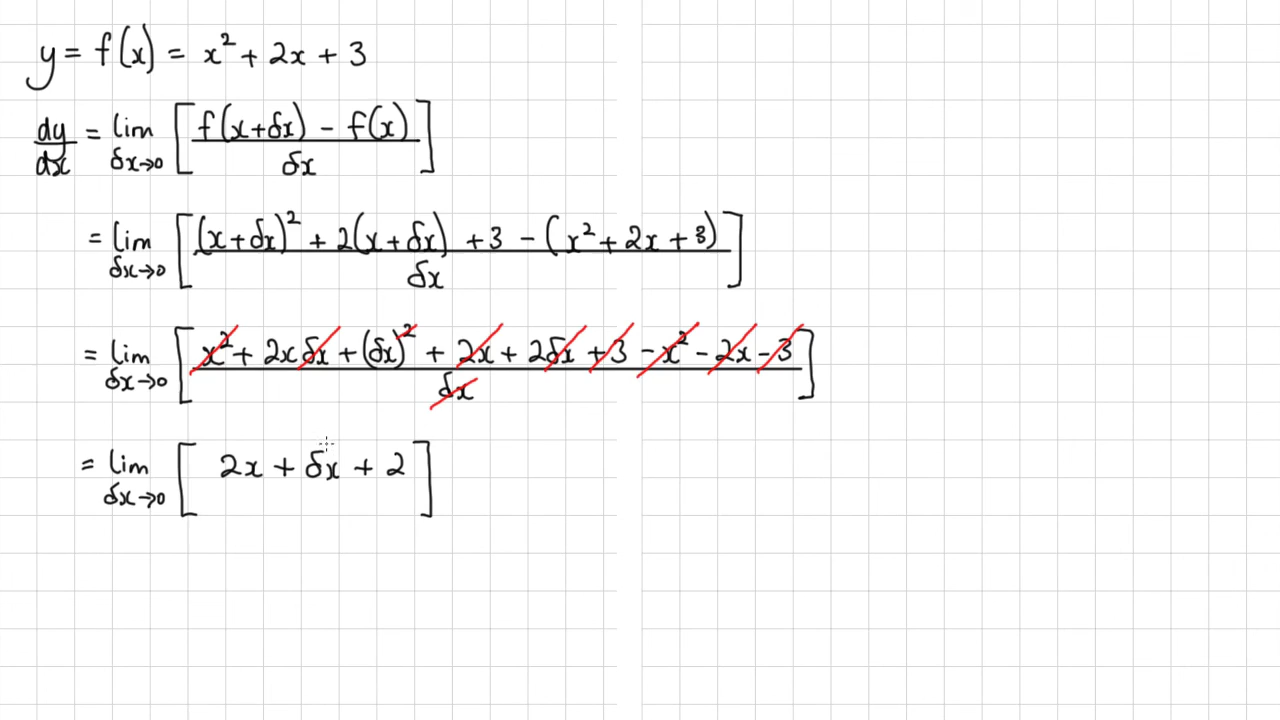 y = f(x) = x² + 2x + 3
dy/dx = lim δx→0 [ (f(x+δx) - f(x)) / δx ]
= lim δx→0 [ ((x+δx)² + 2(x+δx) + 3 - (x² + 2x + 3)) / δx ]
= lim δx→0 [ (x² + 2x δx + (δx)² + 2x + 2δx + 3 - x² - 2x - 3) / δx ]
= lim δx→0 [ 2x + δx + 2 ]